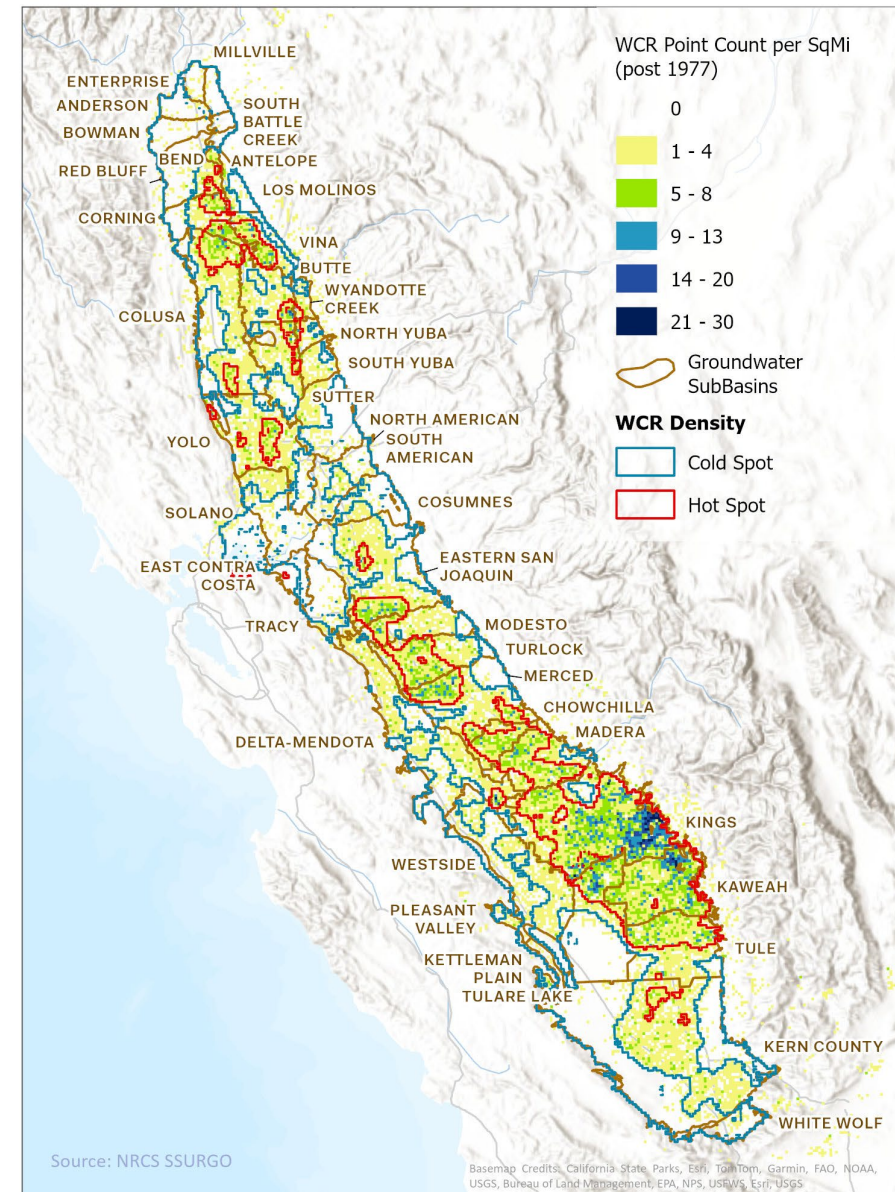 WCR Point Count per SqMi
(post 1977)
0
1 - 4
5 - 8
9 - 13
14 - 20
21 - 30
Groundwater
SubBasins
WCR Density
Cold Spot
Hot Spot
MILLVILLE
ENTERPRISE
ANDERSON
SOUTH
BATTLE
CREEK
BOWMAN
BEND
ANTELOPE
RED BLUFF
LOS MOLINOS
CORNING
VINA
BUTTE
WYANDOTTE
CREEK
COLUSA
NORTH YUBA
SOUTH YUBA
SUTTER
NORTH AMERICAN
SOUTH
AMERICAN
YOLO
COSUMNES
SOLANO
EAST CONTRA
COSTA
EASTERN SAN
JOAQUIN
TRACY
MODESTO
TURLOCK
MERCED
CHOWCHILLA
MADERA
DELTA-MENDOTA
KINGS
WESTSIDE
KAWEAH
PLEASANT
VALLEY
TULE
KETTLEMAN
PLAIN
TULARE LAKE
KERN COUNTY
WHITE WOLF
Source: NRCS SSURGO
Basemap Credits: California State Parks, Esri, TomTom, Garmin, FAO, NOAA,
USGS, Bureau of Land Management, EPA, NPS, USFWS, Esri, USGS